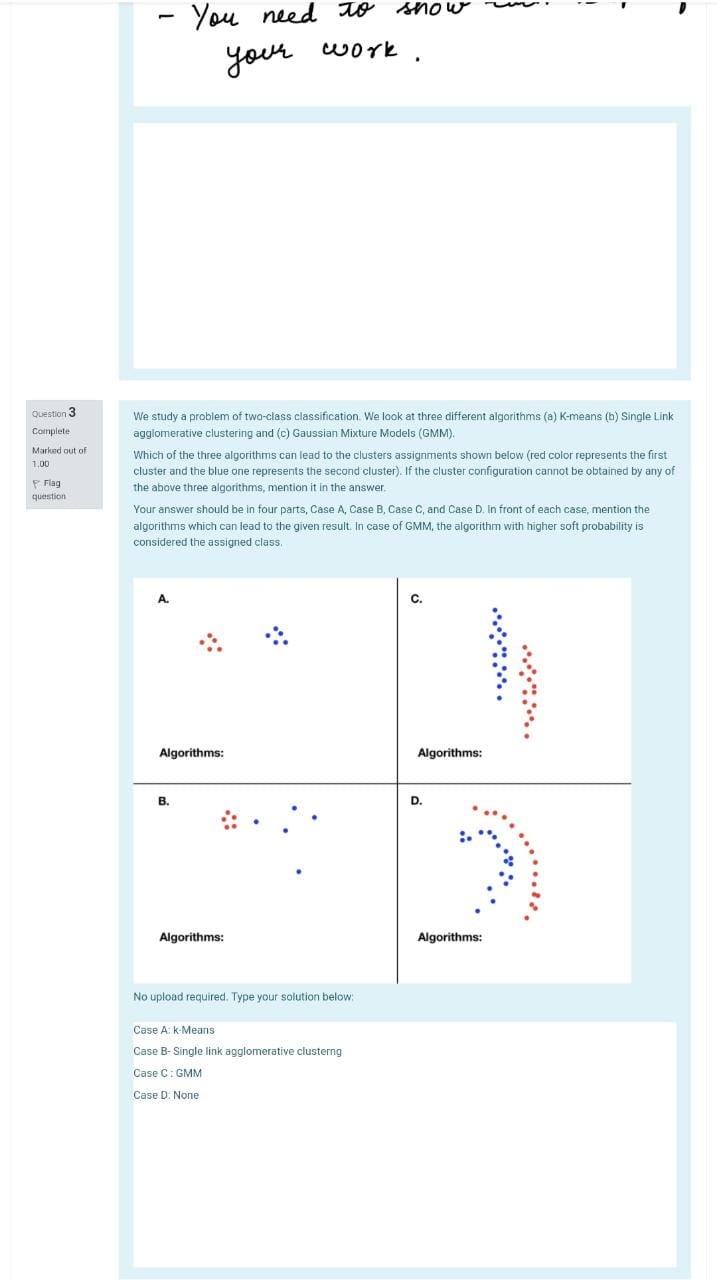 - You need to show
your work .
Question 3
Complete
Marked out of
1.00
Flag
question
We study a problem of two-class classification. We look at three different algorithms (a) K-means (b) Single Link
agglomerative clustering and (c) Gaussian Mixture Models (GMM).
Which of the three algorithms can lead to the clusters assignments shown below (red color represents the first
cluster and the blue one represents the second cluster). If the cluster configuration cannot be obtained by any of
the above three algorithms, mention it in the answer.
Your answer should be in four parts, Case A, Case B, Case C, and Case D. In front of each case, mention the
algorithms which can lead to the given result. In case of GMM, the algorithm with higher soft probability is
considered the assigned class.
A.
Algorithms:
C.
Algorithms:
B.
Algorithms:
D.
Algorithms:
No upload required. Type your solution below:
Case A: k-Means
Case B- Single link agglomerative clusterng
Case C : GMM
Case D: None